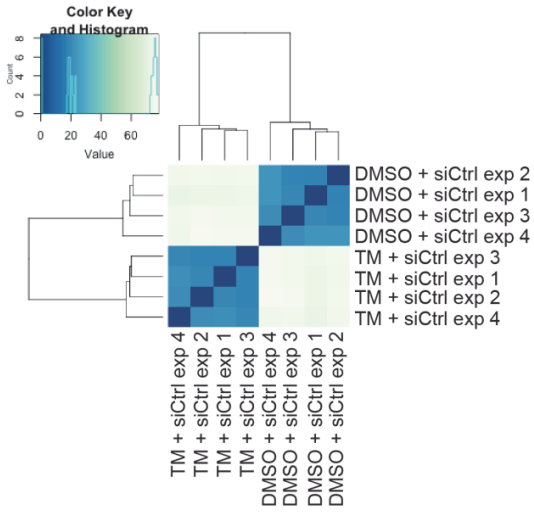 Color Key
and Histogram
Count
0 2 4 6 8
0 20 40 60
Value
DMSO + siCtrl exp 2
DMSO + siCtrl exp 1
DMSO + siCtrl exp 3
DMSO + siCtrl exp 4
TM + siCtrl exp 3
TM + siCtrl exp 1
TM + siCtrl exp 2
TM + siCtrl exp 4
TM + siCtrl exp 4
TM + siCtrl exp 2
TM + siCtrl exp 1
TM + siCtrl exp 3
DMSO + siCtrl exp 4
DMSO + siCtrl exp 3
DMSO + siCtrl exp 1
DMSO + siCtrl exp 2